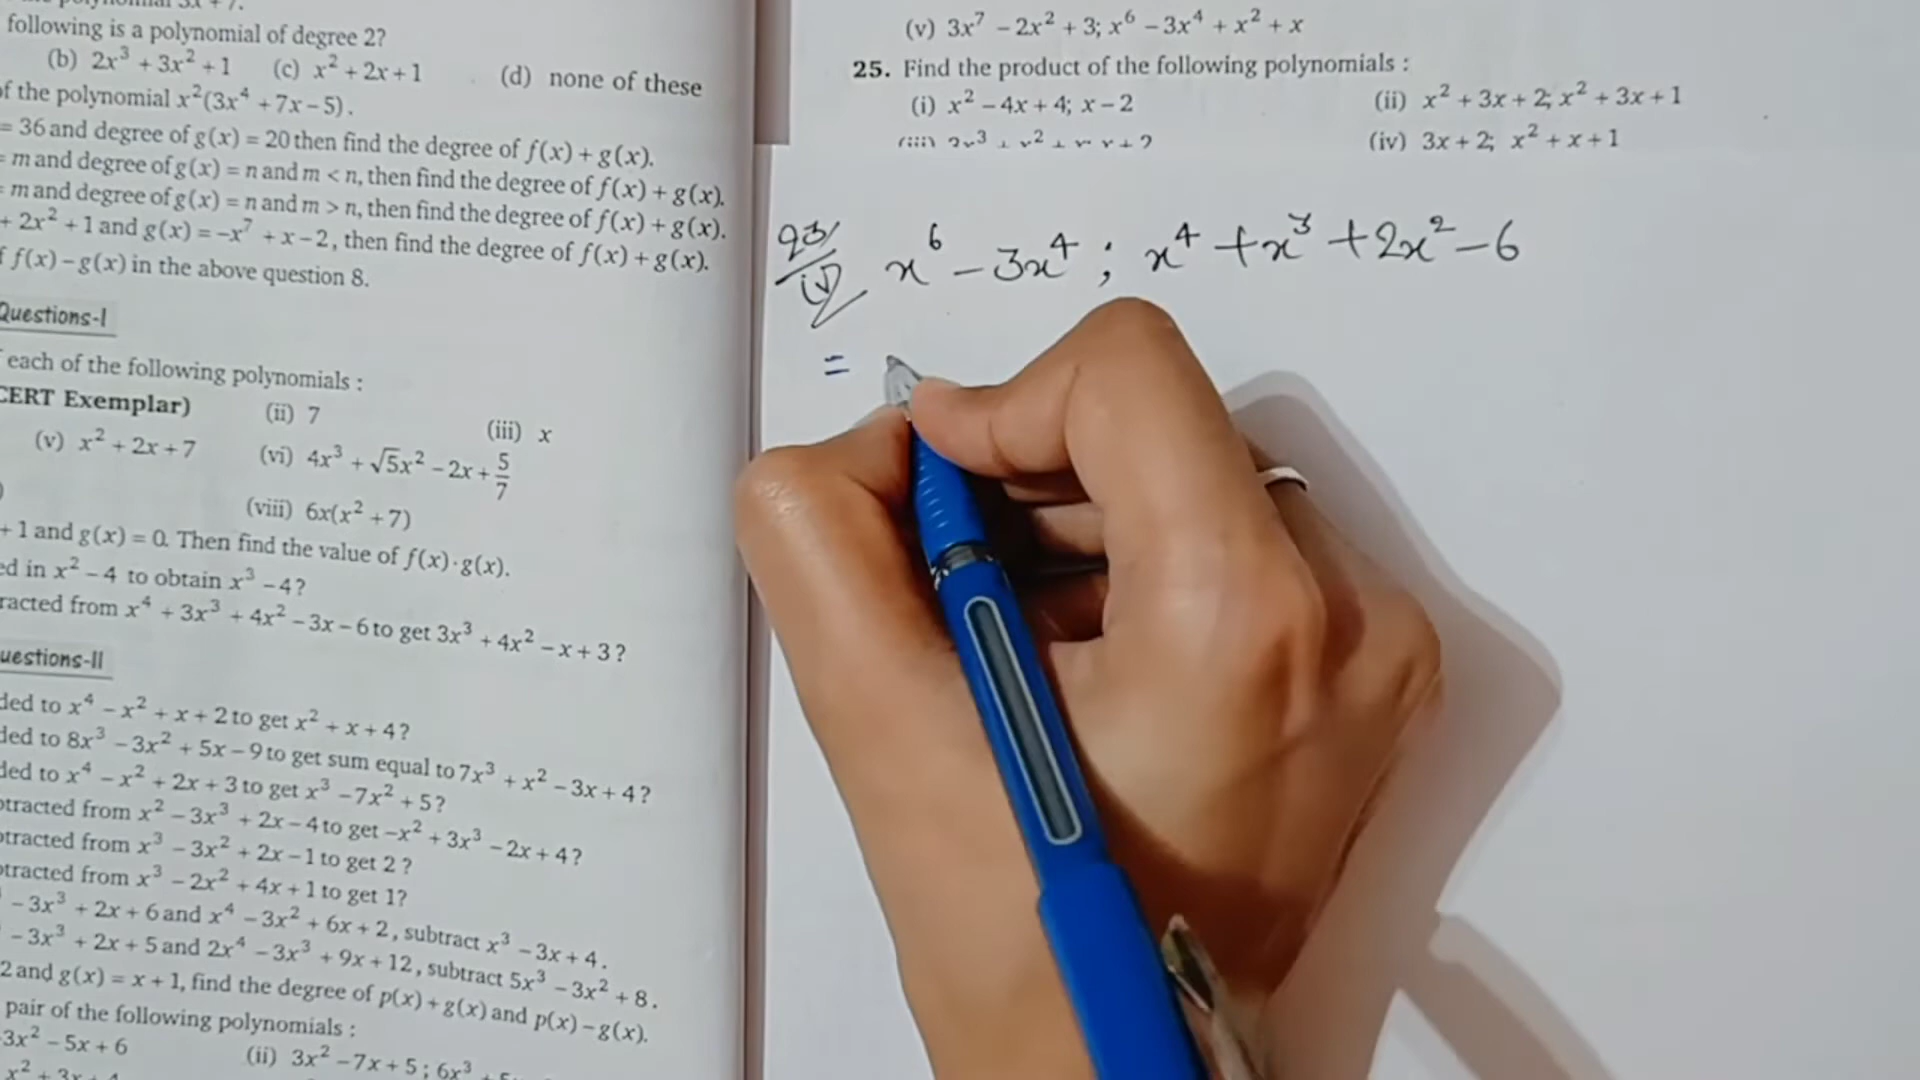 following is a polynomial of degree 2?
(b) 2x³ + 3x² + 1 (c) x² + 2x + 1 (d) none of these
of the polynomial x²(3x⁴ + 7x − 5).
= 36 and degree of g(x) = 20 then find the degree of f(x) + g(x).
= m and degree of g(x) = n and m < n, then find the degree of f(x) + g(x).
= m and degree of g(x) = n and m > n, then find the degree of f(x) + g(x).
+ 2x² + 1 and g(x) = −x⁷ + x − 2, then find the degree of f(x) + g(x).
f f(x) − g(x) in the above question 8.
Questions-I
each of the following polynomials :
CERT Exemplar) (ii) 7 (iii) x
(v) x² + 2x + 7 (vi) 4x³ + √5x² − 2x + 5/7
(viii) 6x(x² + 7)
+ 1 and g(x) = 0. Then find the value of f(x)·g(x).
ed in x² − 4 to obtain x³ − 4?
racted from x⁴ + 3x³ + 4x² − 3x − 6 to get 3x³ + 4x² − x + 3?
uestions-II
ded to x⁴ − x² + x + 2 to get x² + x + 4?
ded to 8x³ − 3x² + 5x − 9 to get sum equal to 7x³ + x² − 3x + 4?
ded to x⁴ − x² + 2x + 3 to get x³ − 7x² + 5?
otracted from x² − 3x³ + 2x − 4 to get −x² + 3x³ − 2x + 4?
otracted from x³ − 3x² + 2x − 1 to get 2?
otracted from x³ − 2x² + 4x + 1 to get 1?
− 3x³ + 2x + 6 and x⁴ − 3x² + 6x + 2, subtract x³ − 3x + 4.
− 3x³ + 2x + 5 and 2x⁴ − 3x³ + 9x + 12, subtract 5x³ − 3x² + 8.
2 and g(x) = x + 1, find the degree of p(x) + g(x) and p(x) − g(x).
pair of the following polynomials :
3x² − 5x + 6 (ii) 3x² − 7x + 5 ; 6x³
(v) 3x⁷ − 2x² + 3; x⁶ − 3x⁴ + x² + x
25. Find the product of the following polynomials :
(i) x² − 4x + 4; x − 2 (ii) x² + 3x + 2; x² + 3x + 1
(iv) 3x + 2; x² + x + 1
23/(iv) x⁶ − 3x⁴ ; x⁴ + x³ + 2x² − 6
=